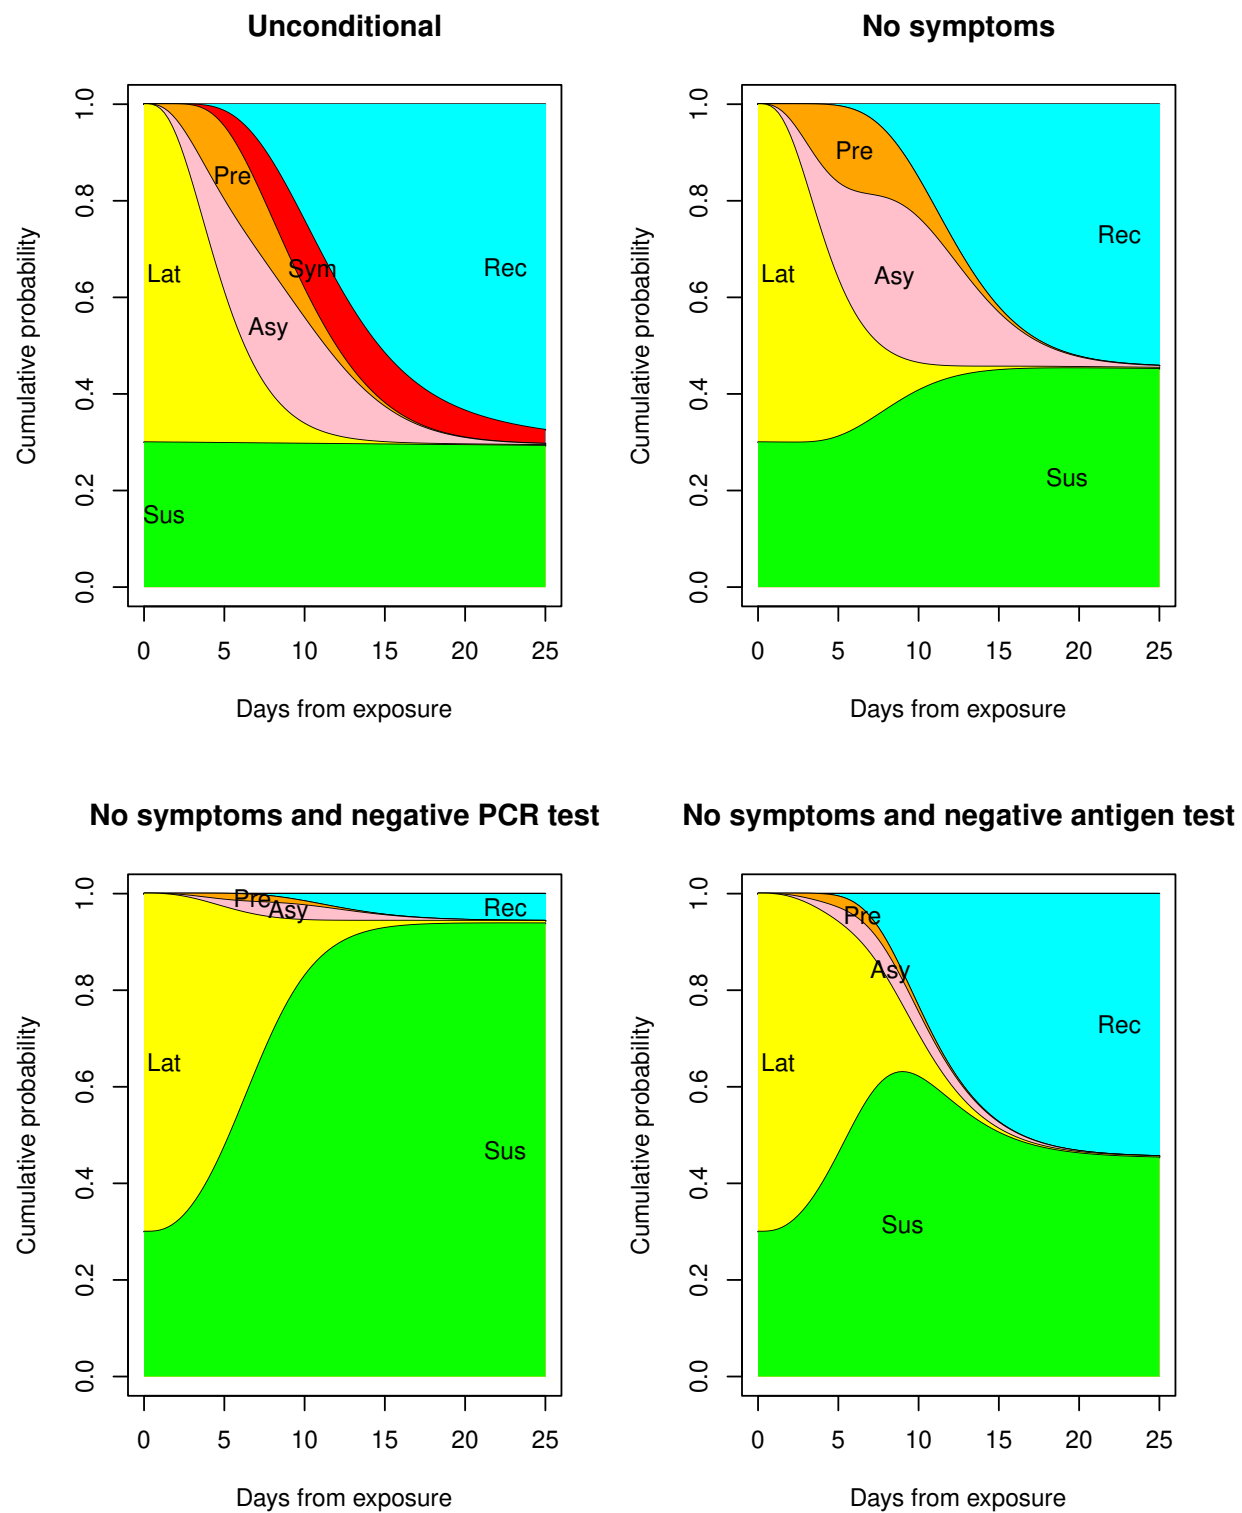 Unconditional
Cumulative probability
1.0
0.8
0.6
0.4
0.2
0.0
Pre
Lat
Sym
Rec
Asy
Sus
0 5 10 15 20 25
Days from exposure
No symptoms
Cumulative probability
1.0
0.8
0.6
0.4
0.2
0.0
Pre
Rec
Lat
Asy
Sus
0 5 10 15 20 25
Days from exposure
No symptoms and negative PCR test
Cumulative probability
1.0
0.8
0.6
0.4
0.2
0.0
Pre
Asy
Rec
Lat
Sus
0 5 10 15 20 25
Days from exposure
No symptoms and negative antigen test
Cumulative probability
1.0
0.8
0.6
0.4
0.2
0.0
Pre
Asy
Rec
Lat
Sus
0 5 10 15 20 25
Days from exposure